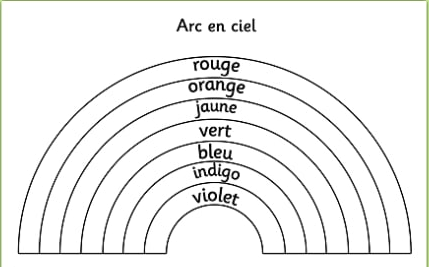 Arc en ciel
rouge
orange
jaune
vert
bleu
indigo
violet